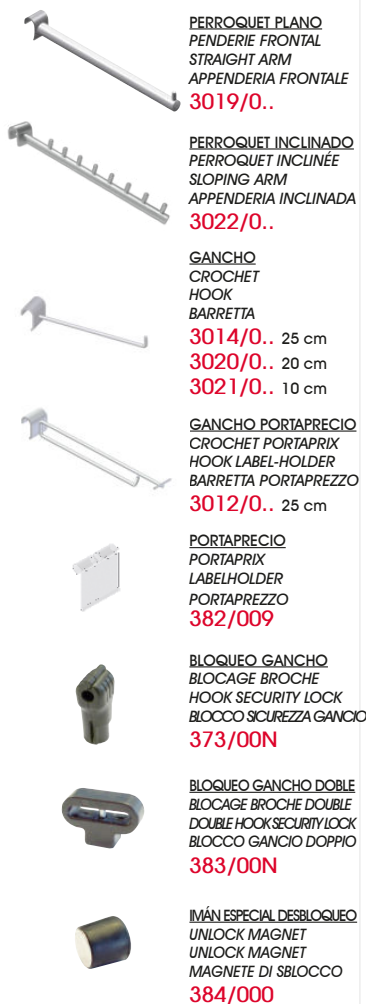 PERROQUET PLANO
PENDERIE FRONTAL
STRAIGHT ARM
APPENDERIA FRONTALE
3019/0..
PERROQUET INCLINADO
PERROQUET INCLINÉE
SLOPING ARM
APPENDERIA INCLINADA
3022/0..
GANCHO
CROCHET
HOOK
BARRETTA
3014/0.. 25 cm
3020/0.. 20 cm
3021/0.. 10 cm
GANCHO PORTAPRECIO
CROCHET PORTAPRIX
HOOK LABEL-HOLDER
BARRETTA PORTAPREZZO
3012/0.. 25 cm
PORTAPRECIO
PORTAPRIX
LABELHOLDER
PORTAPREZZO
382/009
BLOQUEO GANCHO
BLOCAGE BROCHE
HOOK SECURITY LOCK
BLOCCO SICUREZZA GANCIO
373/00N
BLOQUEO GANCHO DOBLE
BLOCAGE BROCHE DOUBLE
DOUBLE HOOK SECURITY LOCK
BLOCCO GANCIO DOPPIO
383/00N
IMÁN ESPECIAL DESBLOQUEO
UNLOCK MAGNET
UNLOCK MAGNET
MAGNETE DI SBLOCCO
384/000